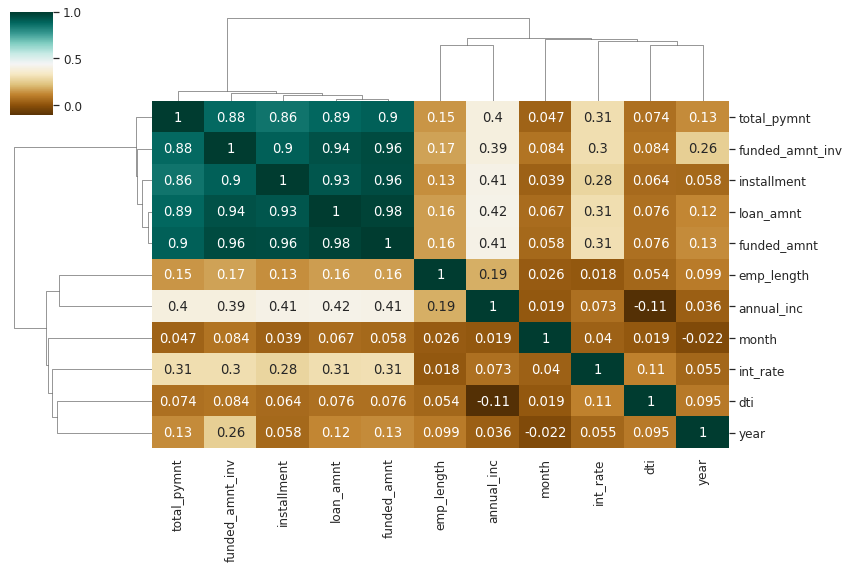 1.0
0.5
0.0
1 0.88 0.86 0.89 0.9 0.15 0.4 0.047 0.31 0.074 0.13 total_pymnt
0.88 1 0.9 0.94 0.96 0.17 0.39 0.084 0.3 0.084 0.26 funded_amnt_inv
0.86 0.9 1 0.93 0.96 0.13 0.41 0.039 0.28 0.064 0.058 installment
0.89 0.94 0.93 1 0.98 0.16 0.42 0.067 0.31 0.076 0.12 loan_amnt
0.9 0.96 0.96 0.98 1 0.16 0.41 0.058 0.31 0.076 0.13 funded_amnt
0.15 0.17 0.13 0.16 0.16 1 0.19 0.026 0.018 0.054 0.099 emp_length
0.4 0.39 0.41 0.42 0.41 0.19 1 0.019 0.073 -0.11 0.036 annual_inc
0.047 0.084 0.039 0.067 0.058 0.026 0.019 1 0.04 0.019 -0.022 month
0.31 0.3 0.28 0.31 0.31 0.018 0.073 0.04 1 0.11 0.055 int_rate
0.074 0.084 0.064 0.076 0.076 0.054 -0.11 0.019 0.11 1 0.095 dti
0.13 0.26 0.058 0.12 0.13 0.099 0.036 -0.022 0.055 0.095 1 year
total_pymnt
funded_amnt_inv
installment
loan_amnt
funded_amnt
emp_length
annual_inc
month
int_rate
dti
year